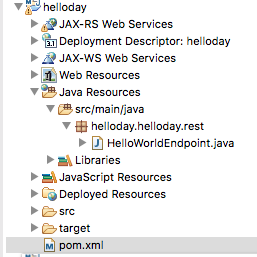 helloday
JAX-RS Web Services
Deployment Descriptor: helloday
JAX-WS Web Services
Web Resources
Java Resources
src/main/java
helloday.helloday.rest
HelloWorldEndpoint.java
Libraries
JavaScript Resources
Deployed Resources
src
target
pom.xml